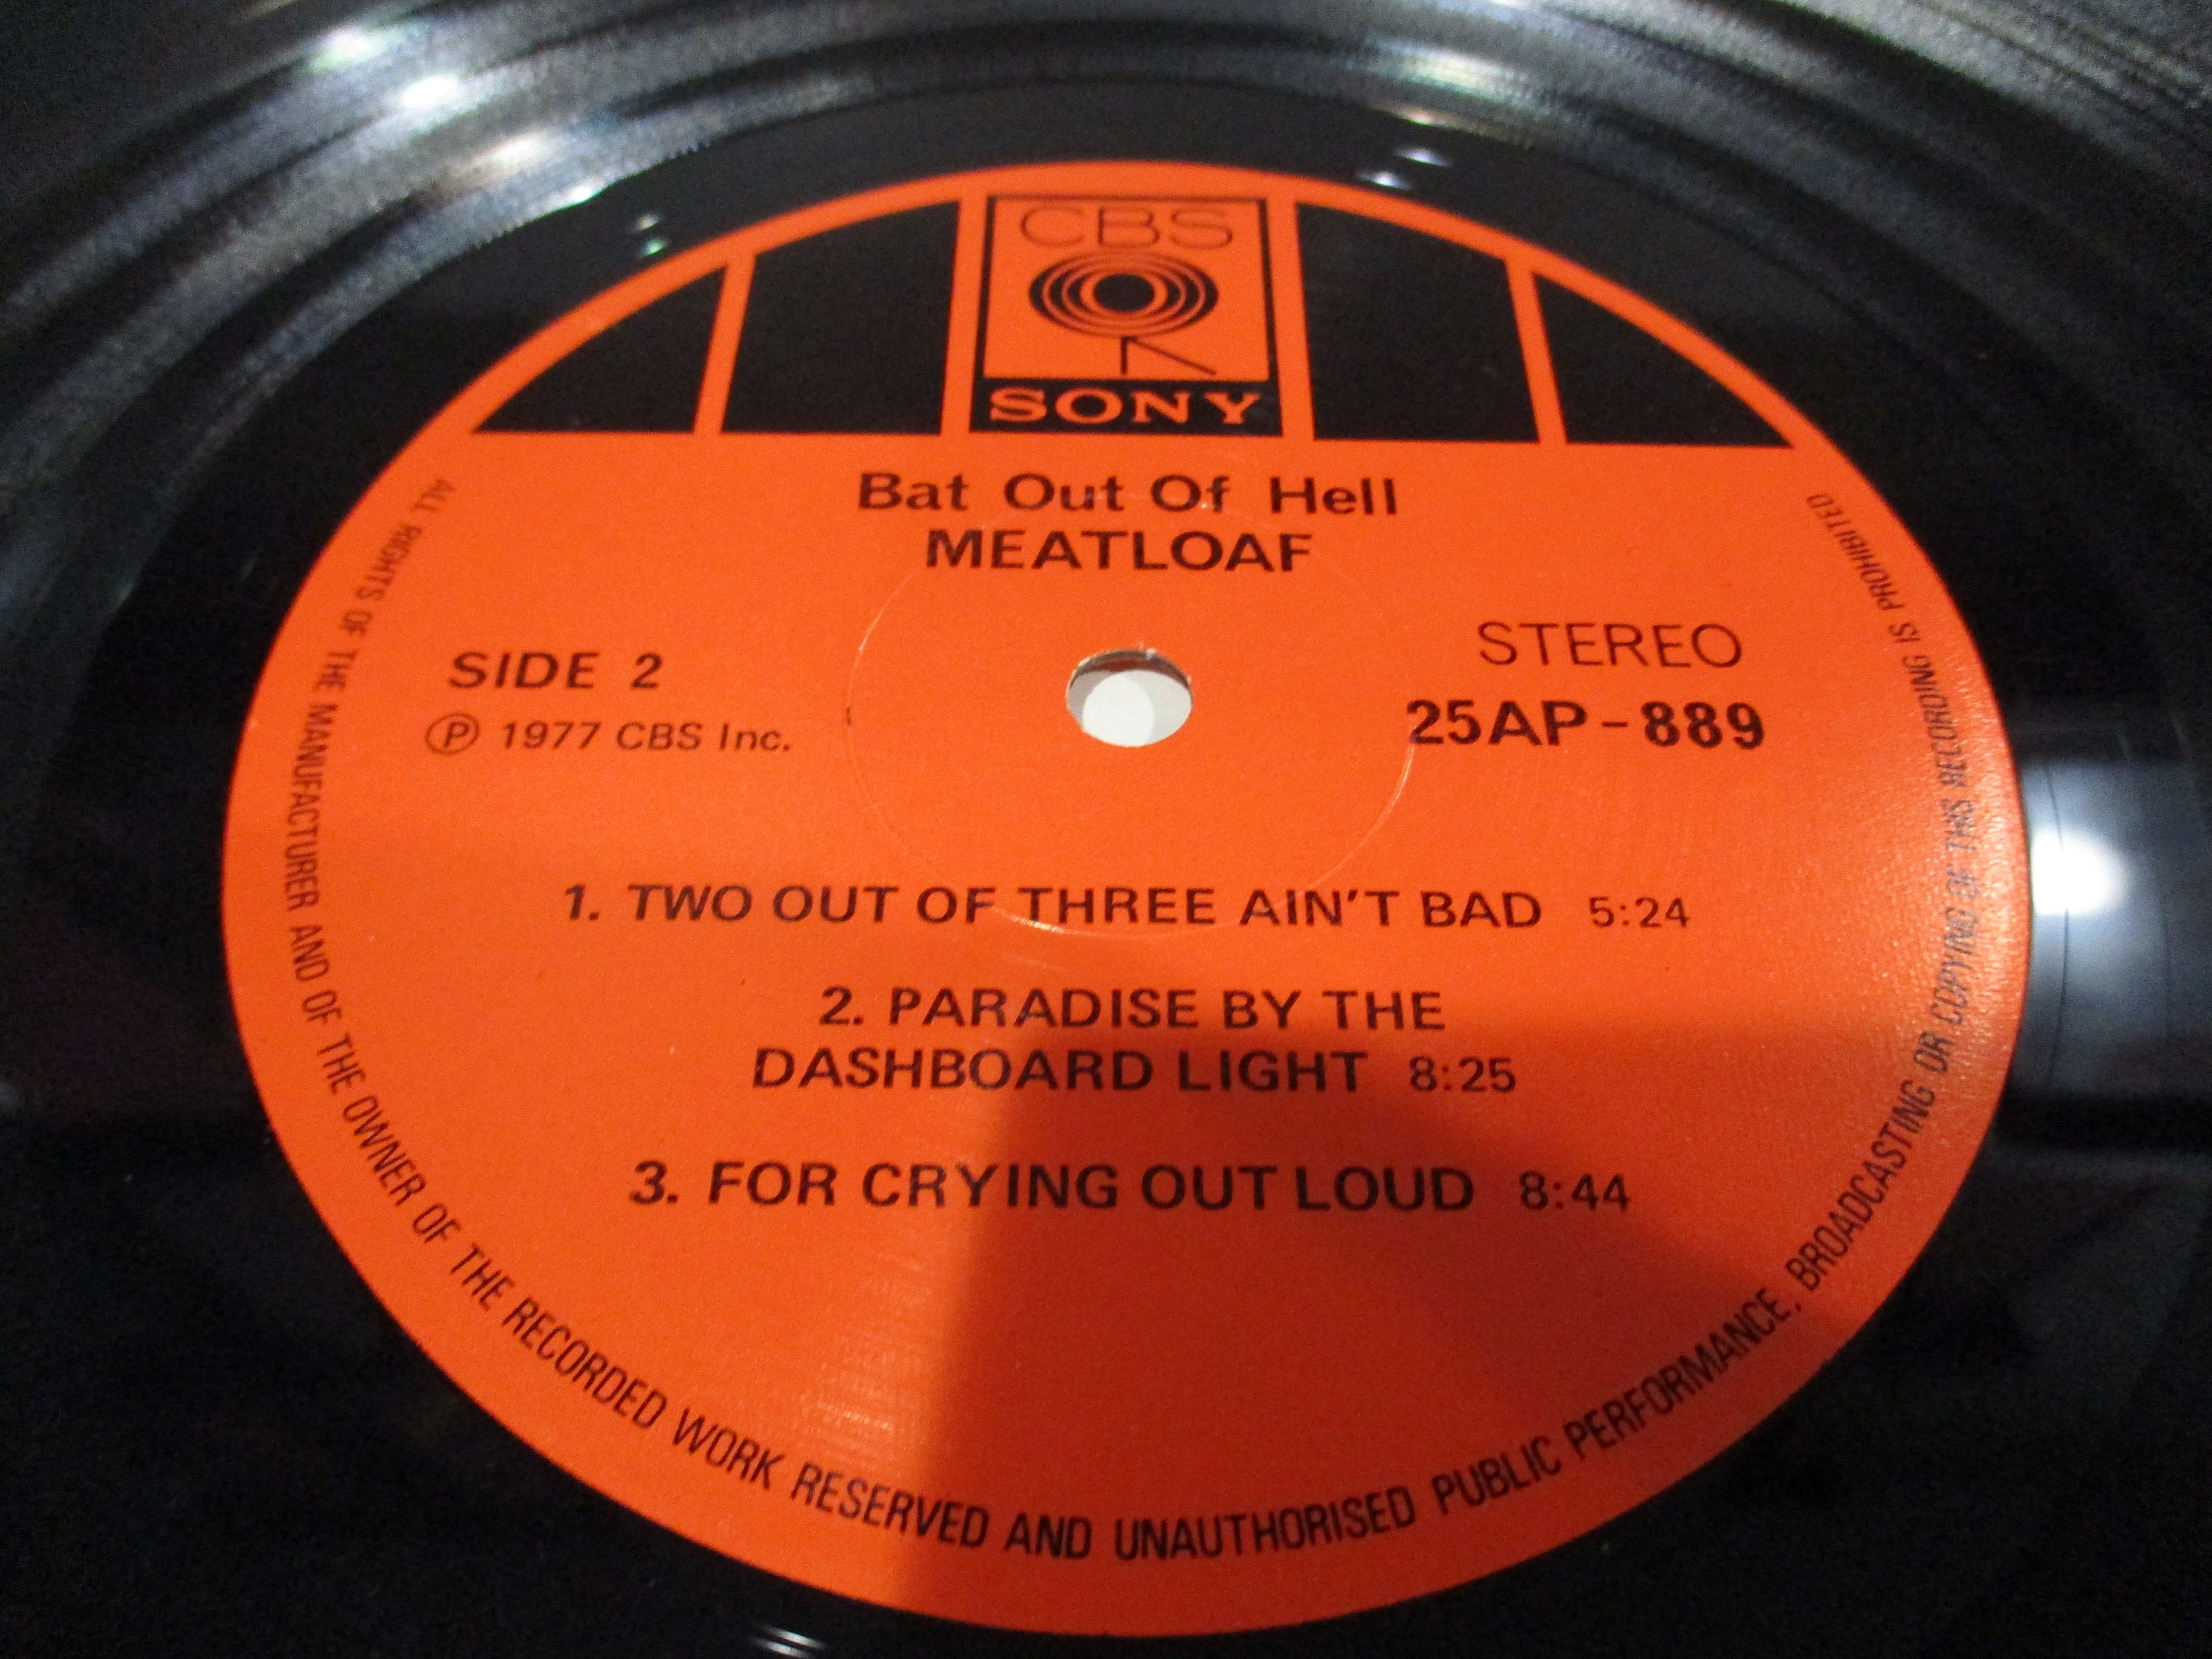 CBS
SONY
Bat Out Of Hell
MEATLOAF
SIDE 2
Ⓟ 1977 CBS Inc.
STEREO
25AP-889
1. TWO OUT OF THREE AIN'T BAD 5:24
2. PARADISE BY THE
DASHBOARD LIGHT 8:25
3. FOR CRYING OUT LOUD 8:44
ALL RIGHTS OF THE MANUFACTURER AND OF THE OWNER OF THE RECORDED WORK RESERVED AND UNAUTHORISED PUBLIC PERFORMANCE, BROADCASTING OR COPYING OF THIS RECORDING IS PROHIBITED